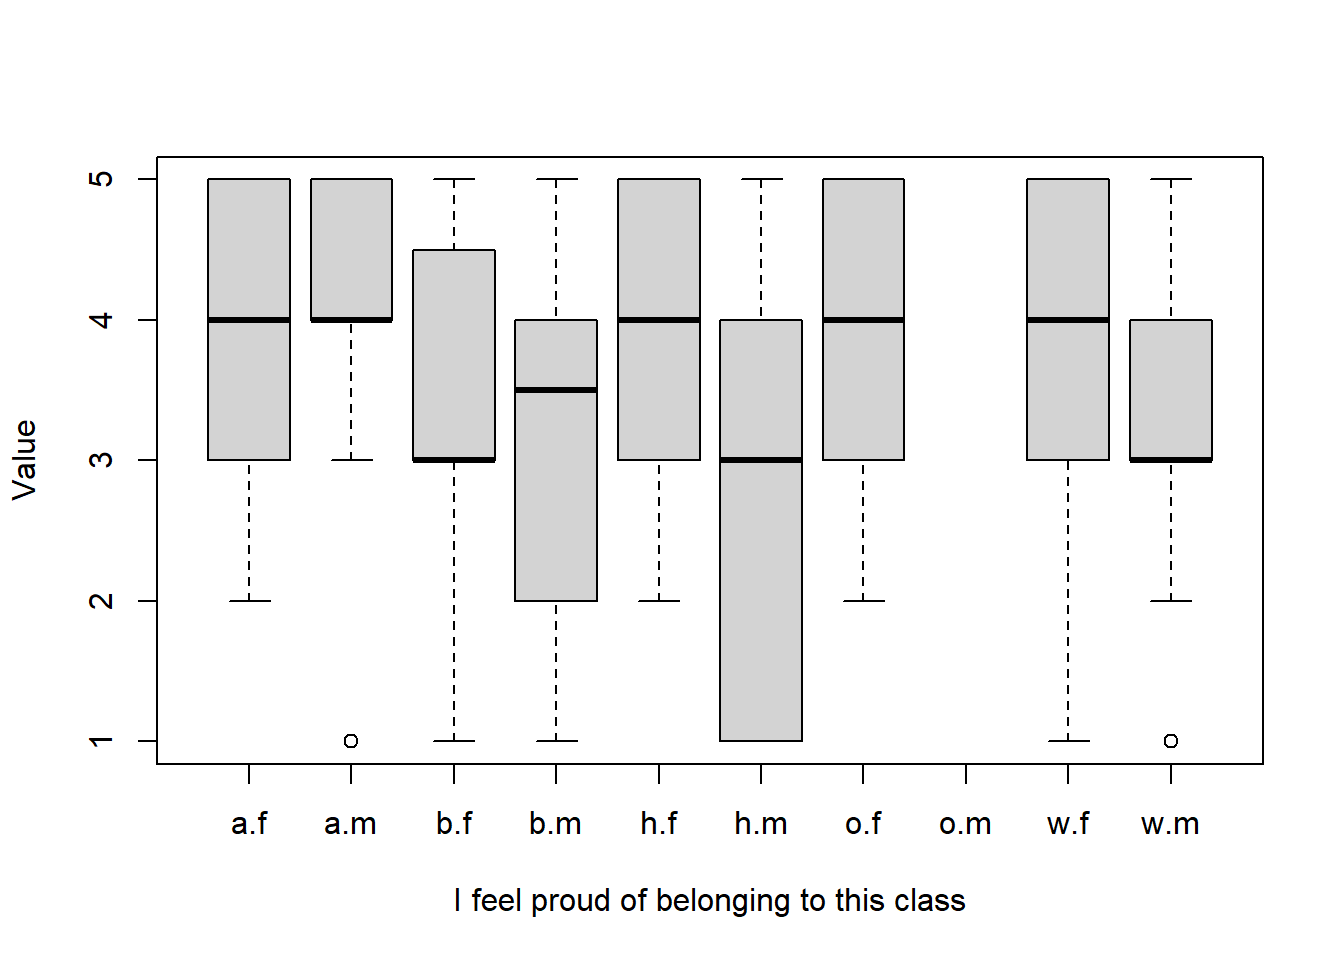 Value
5
4
3
2
1
a.f a.m b.f b.m h.f h.m o.f o.m w.f w.m
I feel proud of belonging to this class